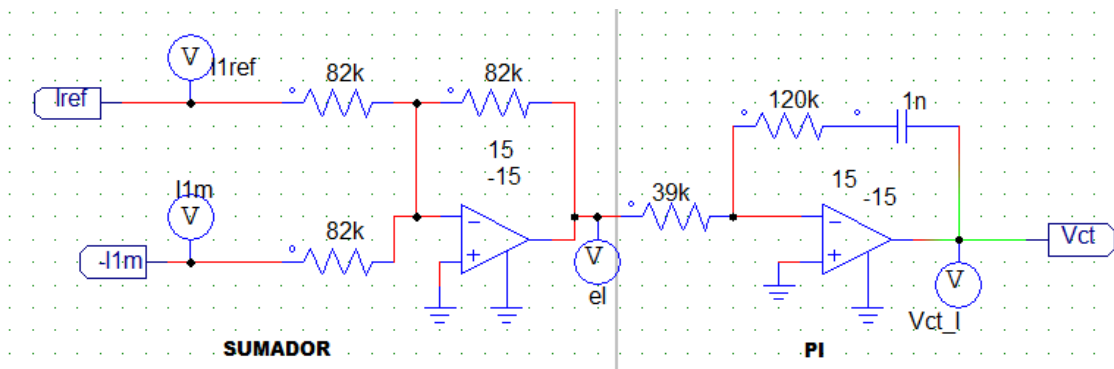 V
I1ref
82k
82k
Iref
120k
1n
15
-15
I1m
V
39k
15
-15
82k
-I1m
V
eI
Vct
V
Vct_I
SUMADOR
PI